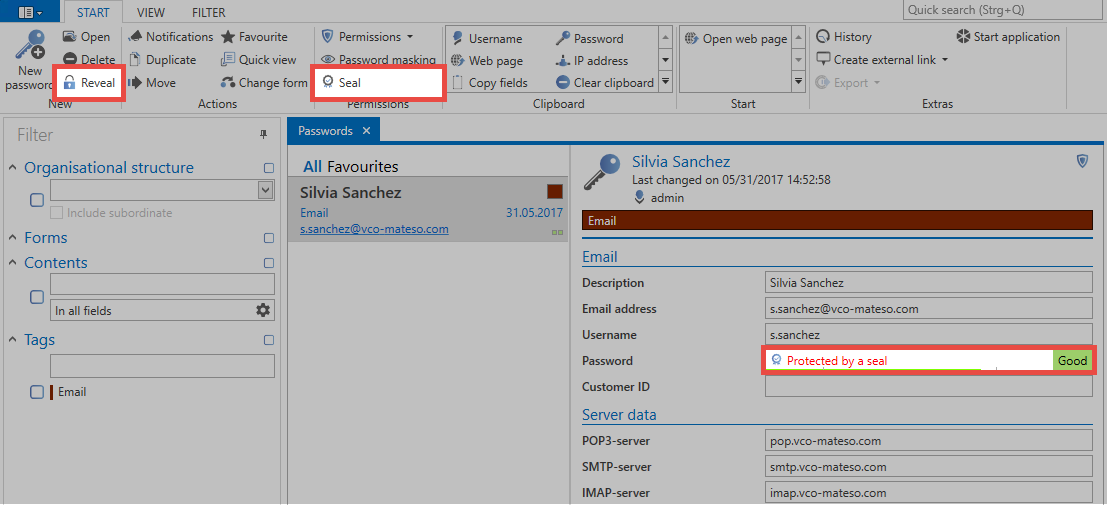 START VIEW FILTER Quick search (Strg+Q)
New password
Open
Delete
Reveal
New
Notifications
Duplicate
Move
Favourite
Quick view
Change form
Actions
Permissions
Password masking
Seal
Permissions
Username
Web page
Copy fields
Password
IP address
Clear clipboard
Clipboard
Open web page
Start
History
Create external link
Export
Start application
Extras
Filter
Organisational structure
Include subordinate
Forms
Contents
In all fields
Tags
Email
Passwords ×
All Favourites
Silvia Sanchez
Email 31.05.2017
s.sanchez@vco-mateso.com
Silvia Sanchez
Last changed on 05/31/2017 14:52:58
admin
Email
Email
Description Silvia Sanchez
Email address s.sanchez@vco-mateso.com
Username s.sanchez
Password Protected by a seal Good
Customer ID
Server data
POP3-server pop.vco-mateso.com
SMTP-server smtp.vco-mateso.com
IMAP-server imap.vco-mateso.com